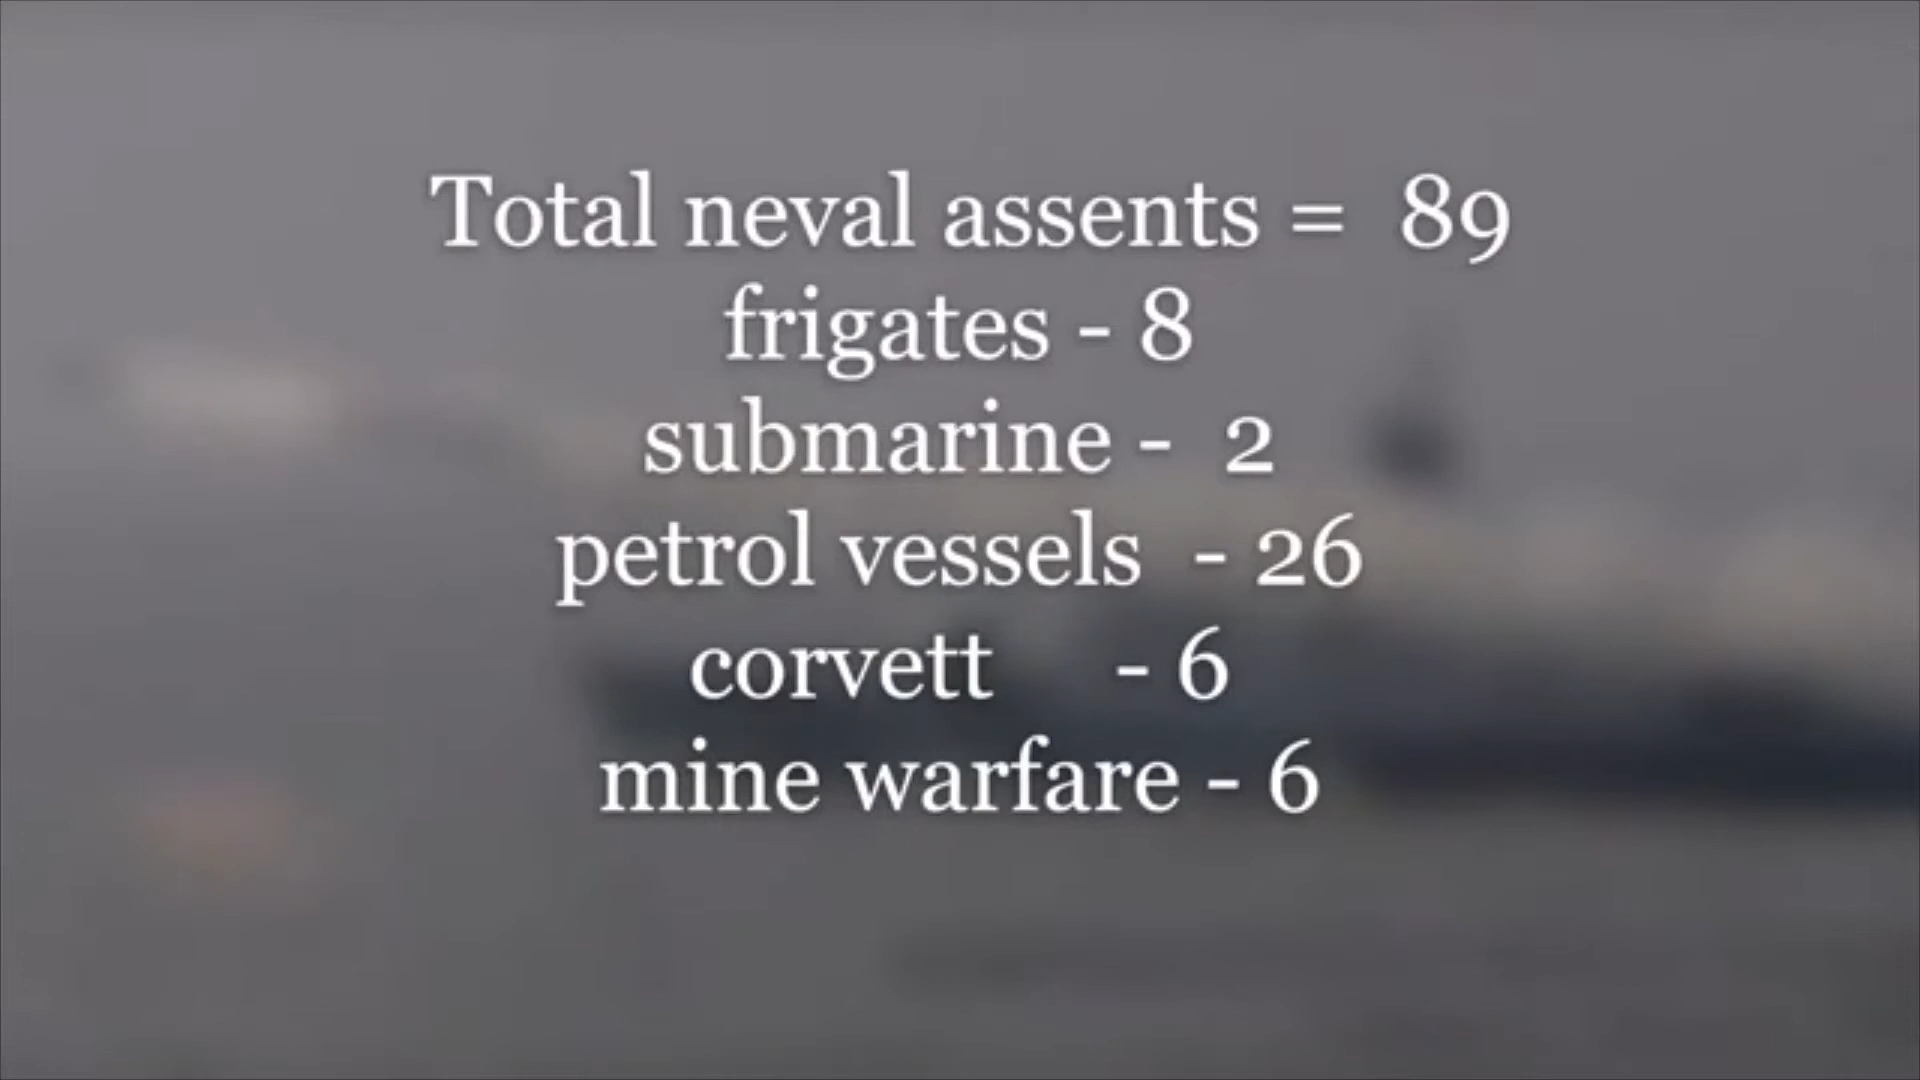 Total neval assents = 89
frigates - 8
submarine - 2
petrol vessels - 26
corvett - 6
mine warfare - 6